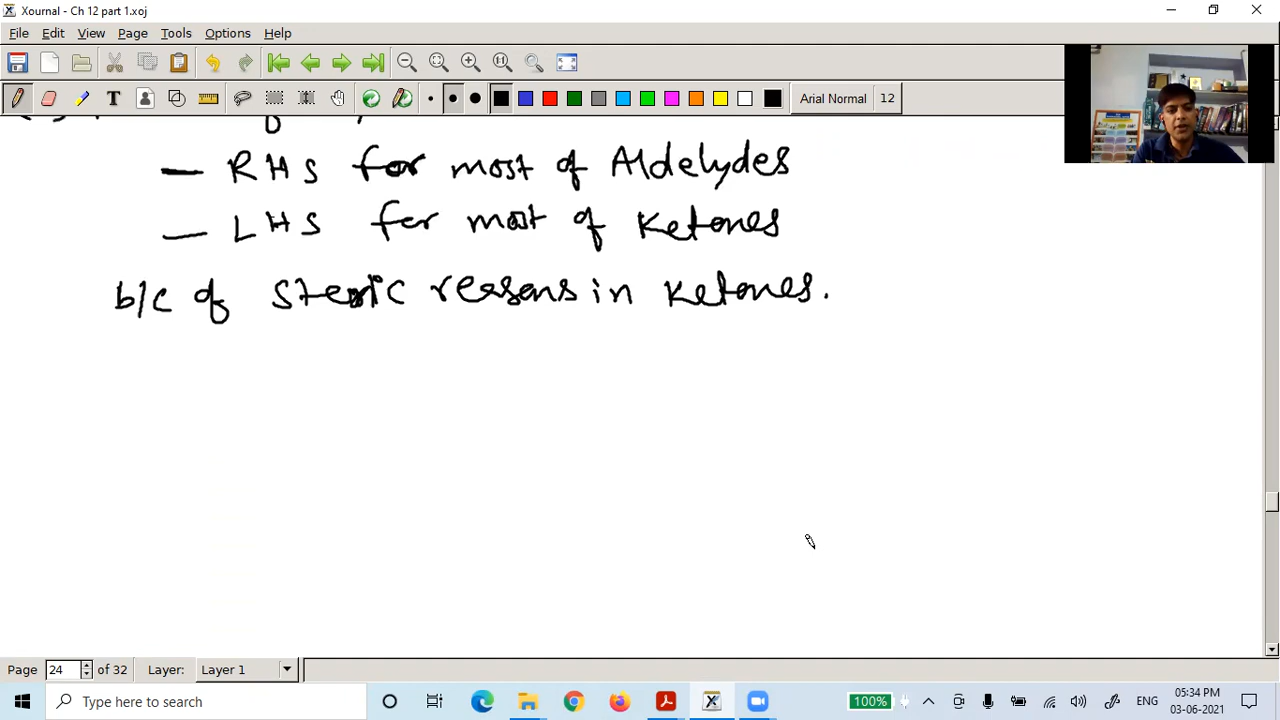 Xournal - Ch 12 part 1.xoj
File Edit View Page Tools Options Help
Arial Normal 12
— RHS for most of Aldelydes
— LHS for most of Ketones
b/c of Steric reasons in Ketones.
Page 24 of 32 Layer: Layer 1
Type here to search
100%
ENG
05:34 PM
03-06-2021